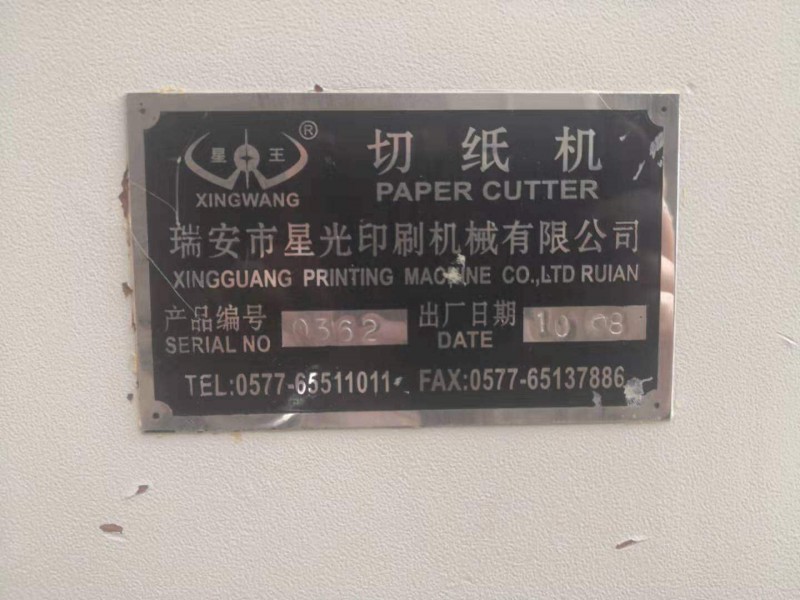 星王®
XINGWANG
切纸机
PAPER CUTTER
瑞安市星光印刷机械有限公司
XINGGUANG PRINTING MACHINE CO.,LTD RUIAN
产品编号 0362 出厂日期 10 08
SERIAL NO DATE
TEL:0577-65511011 FAX:0577-65137886